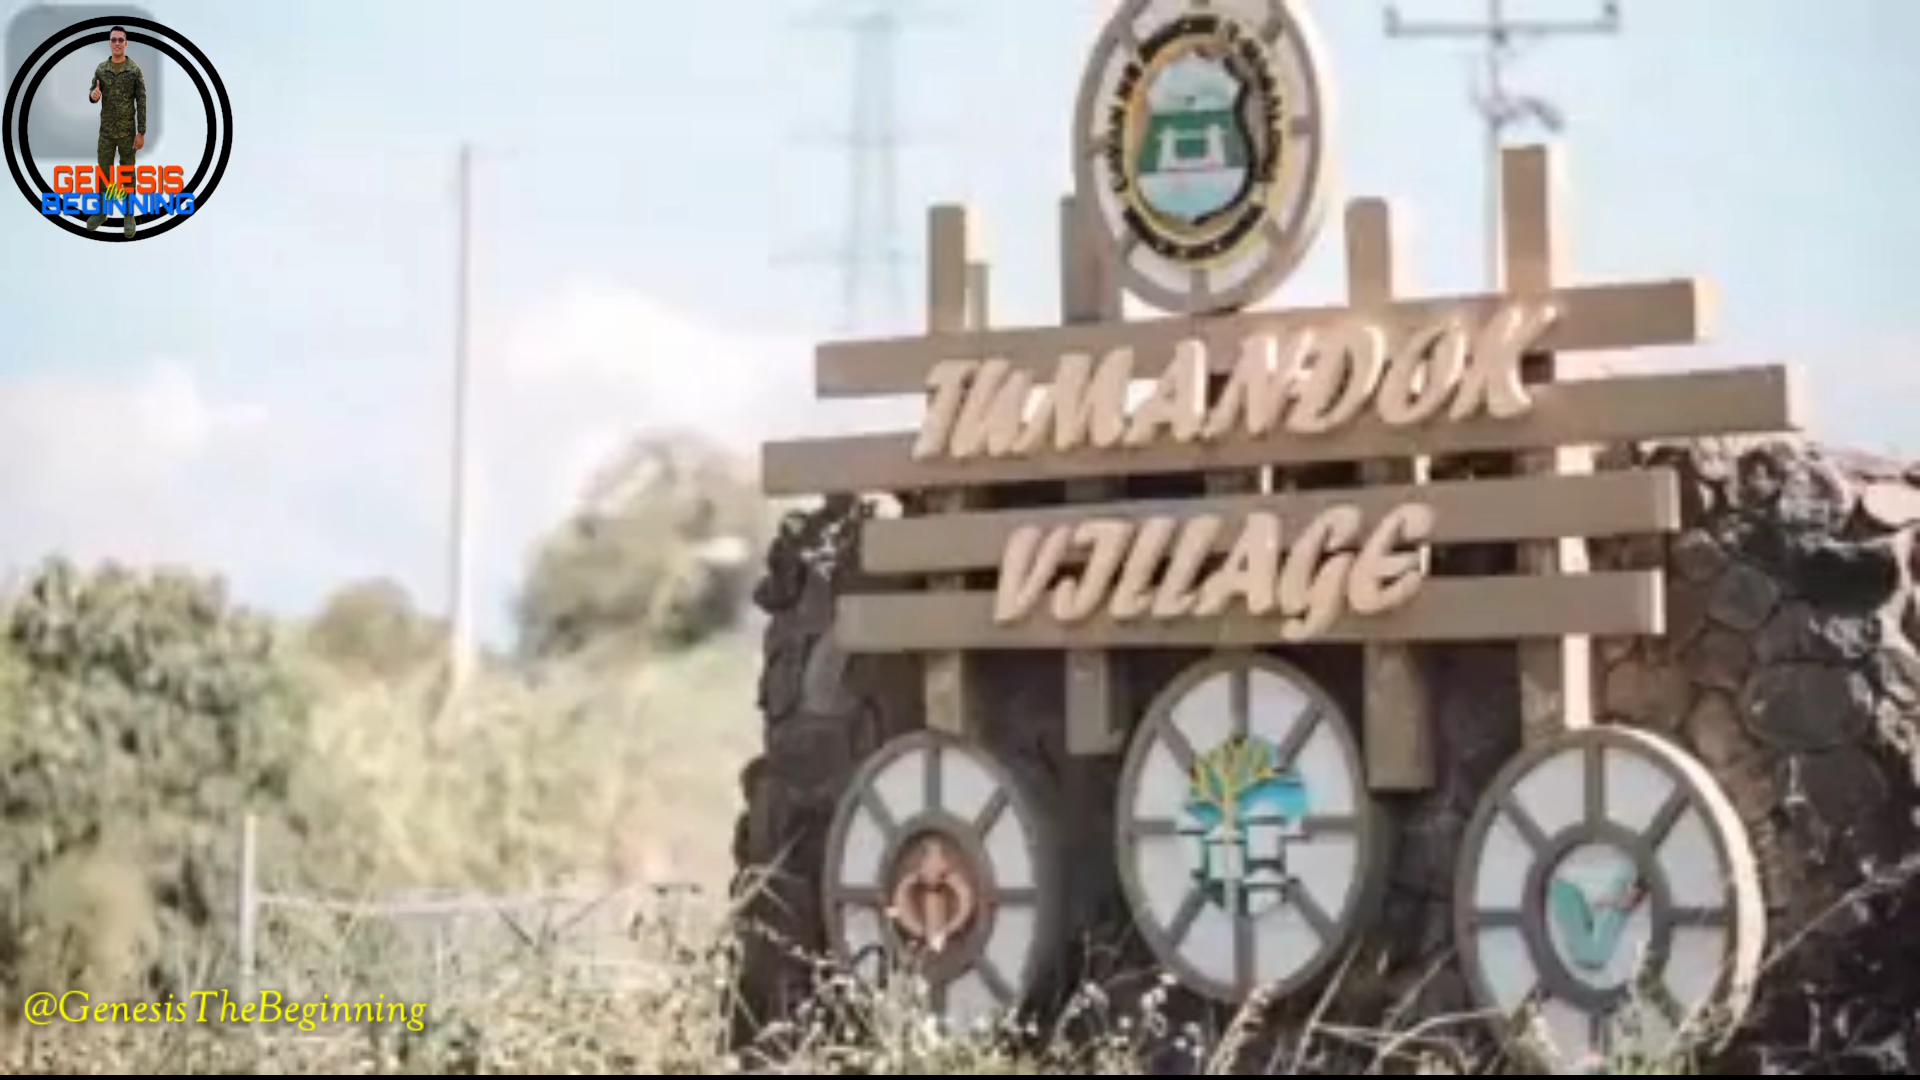 GENESIS
the
BEGINNING
TUMANDOK
VILLAGE
@GenesisTheBeginning